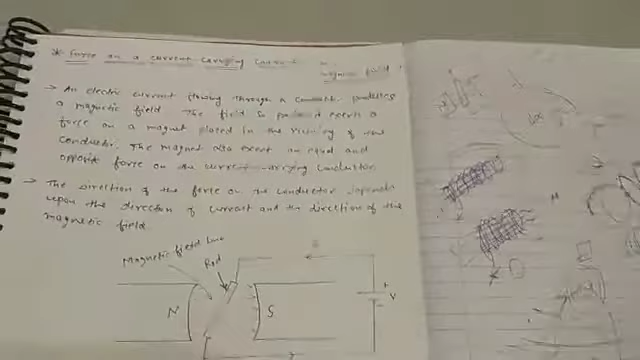 * Force on a current carrying
magnetic field
→ An electric current flowing through a conductor produces
a magnetic field. The field so produced exerts a
force on a magnet placed in the vicinity of the
Conductor. The magnet also exert an equal and
opposite force on the current-carrying conductor.
→ The direction of the force on the conductor depends
upon the direction of current and the direction of the
magnetic field.
Magnetic field line
Rod
N
S
+
V